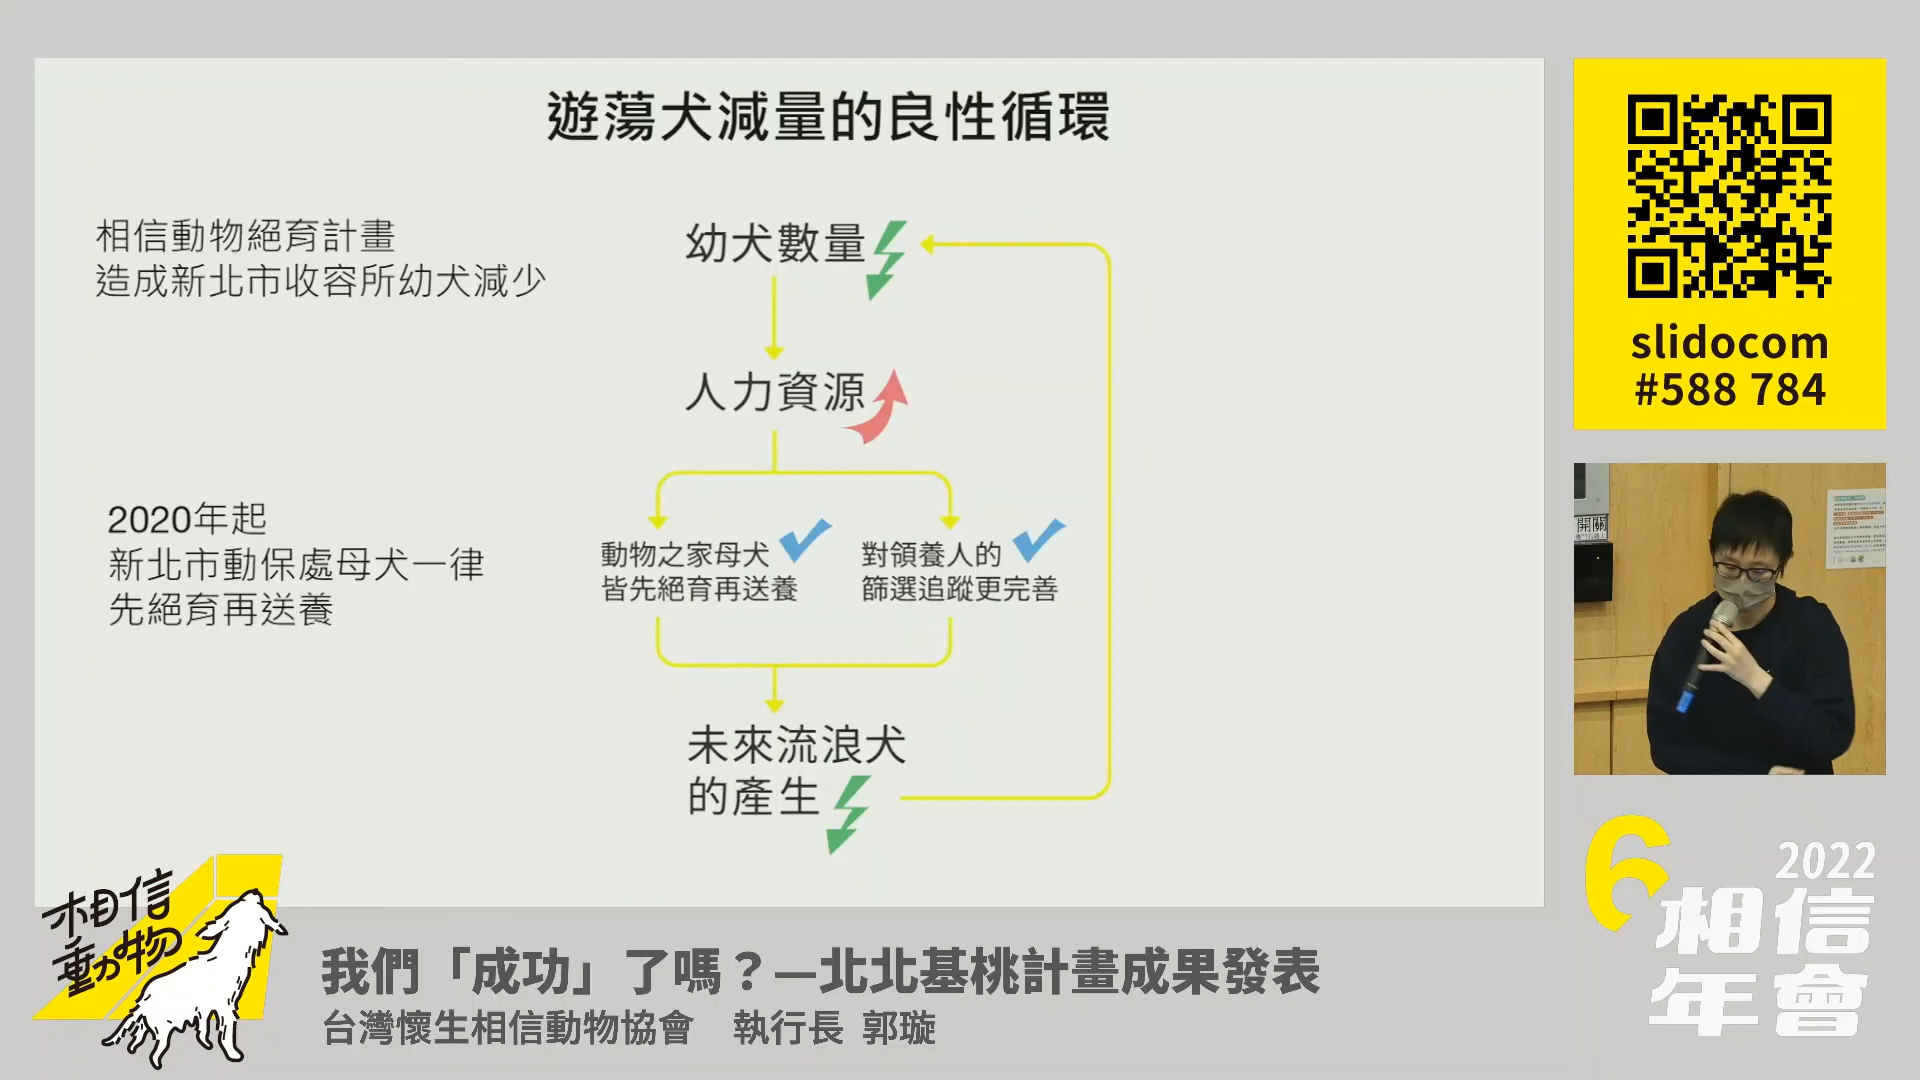 遊蕩犬減量的良性循環
相信動物絕育計畫
造成新北市收容所幼犬減少
幼犬數量
人力資源
2020年起
新北市動保處母犬一律
先絕育再送養
動物之家母犬
皆先絕育再送養
對領養人的
篩選追蹤更完善
未來流浪犬
的產生
slidocom
#588 784
開關
相信
動物
我們「成功」了嗎？—北北基桃計畫成果發表
台灣懷生相信動物協會 執行長 郭璇
6 2022
相信
年會